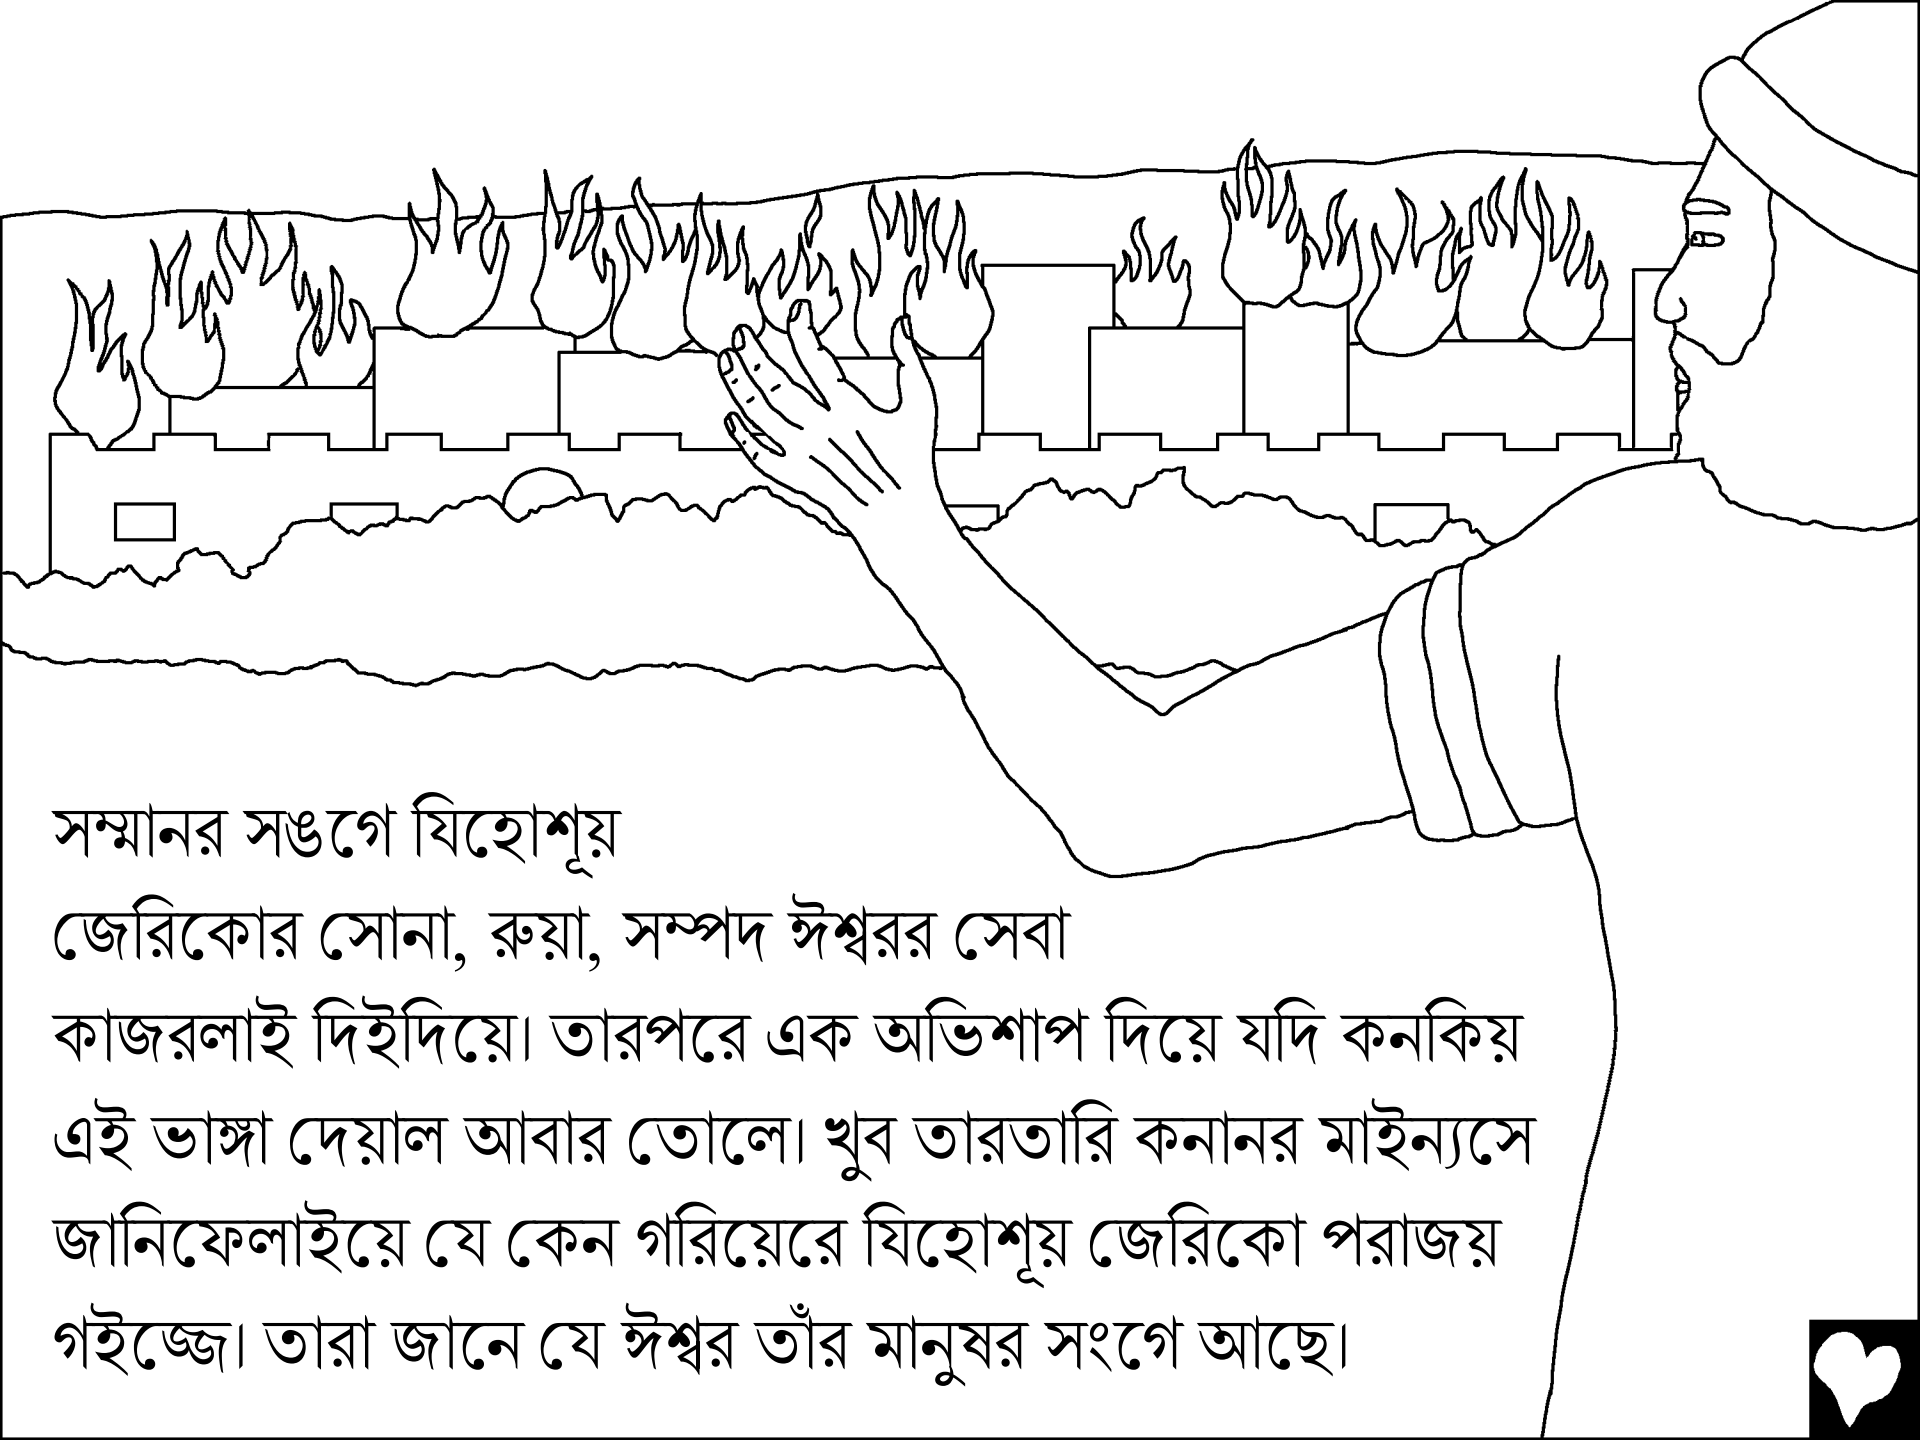 সম্মানর সঙগে যিহোশূয়
জেরিকোর সোনা, রুয়া, সম্পদ ঈশ্বরর সেবা
কাজরলাই দিইদিয়ে। তারপরে এক অভিশাপ দিয়ে যদি কনকিয়
এই ভাঙ্গা দেয়াল আবার তোলে। খুব তারতারি কনানর মাইন্যসে
জানিফেলাইয়ে যে কেন গরিয়েরে যিহোশূয় জেরিকো পরাজয়
গইজ্জে। তারা জানে যে ঈশ্বর তাঁর মানুষর সংগে আছে।